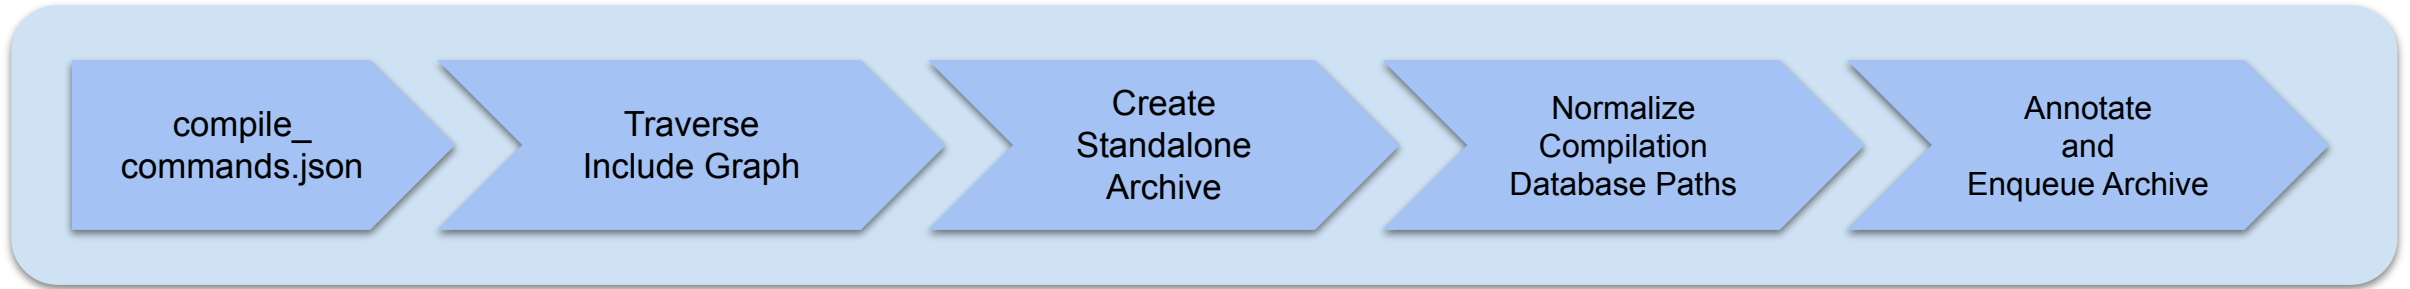 compile_
commands.json
Traverse
Include Graph
Create
Standalone
Archive
Normalize
Compilation
Database Paths
Annotate
and
Enqueue Archive